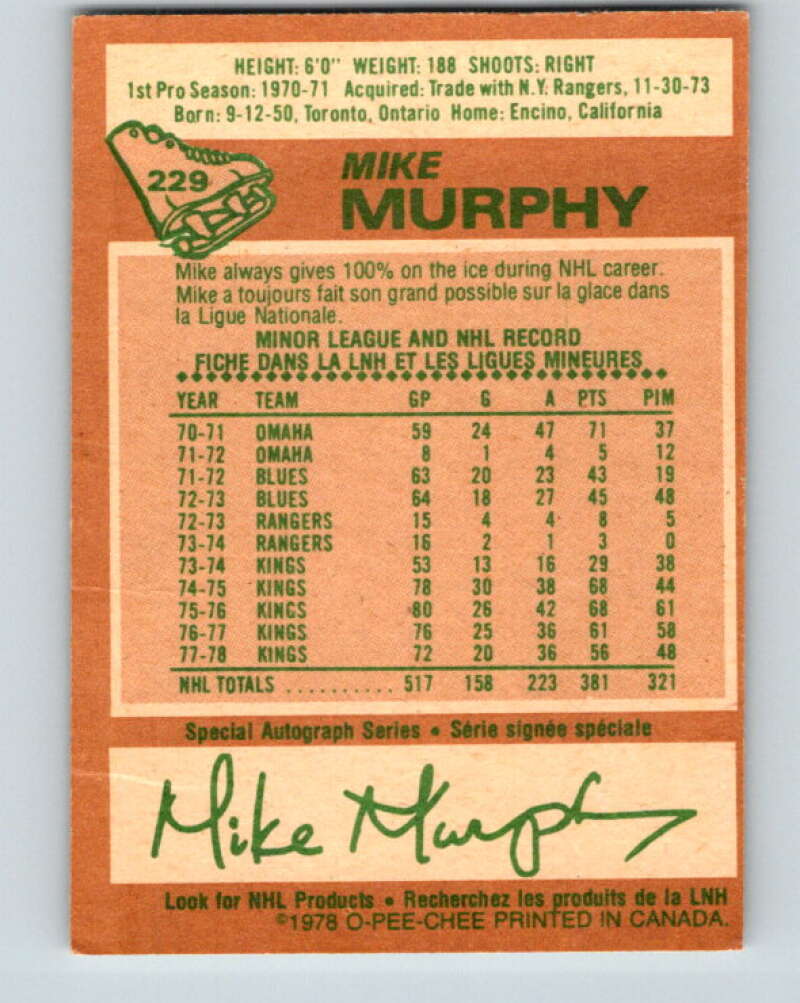 HEIGHT: 6'0" WEIGHT: 188 SHOOTS: RIGHT
1st Pro Season: 1970-71 Acquired: Trade with N.Y. Rangers, 11-30-73
Born: 9-12-50, Toronto, Ontario Home: Encino, California
229
MIKE
MURPHY
Mike always gives 100% on the ice during NHL career.
Mike a toujours fait son grand possible sur la glace dans
la Ligue Nationale.
MINOR LEAGUE AND NHL RECORD
FICHE DANS LA LNH ET LES LIGUES MINEURES
YEAR TEAM GP G A PTS PIM
70-71 OMAHA 59 24 47 71 37
71-72 OMAHA 8 1 4 5 12
71-72 BLUES 63 20 23 43 19
72-73 BLUES 64 18 27 45 48
72-73 RANGERS 15 4 4 8 5
73-74 RANGERS 16 2 1 3 0
73-74 KINGS 53 13 16 29 38
74-75 KINGS 78 30 38 68 44
75-76 KINGS 80 26 42 68 61
76-77 KINGS 76 25 36 61 58
77-78 KINGS 72 20 36 56 48
NHL TOTALS .......... 517 158 223 381 321
Special Autograph Series • Série signée spéciale
Mike Murphy
Look for NHL Products • Recherchez les produits de la LNH
©1978 O-PEE-CHEE PRINTED IN CANADA.